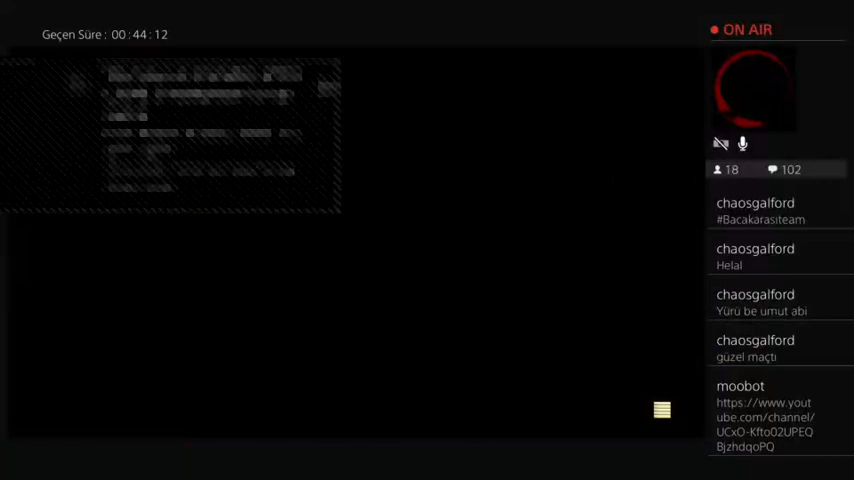 Geçen Süre : 00 : 44 : 12
ON AIR
18 102
chaosgalford
#Bacakarasıteam
chaosgalford
Helal
chaosgalford
Yürü be umut abi
chaosgalford
güzel maçtı
moobot
https://www.yout
ube.com/channel/
UCxO-Kfto02UPEQ
BjzhdqoPQ